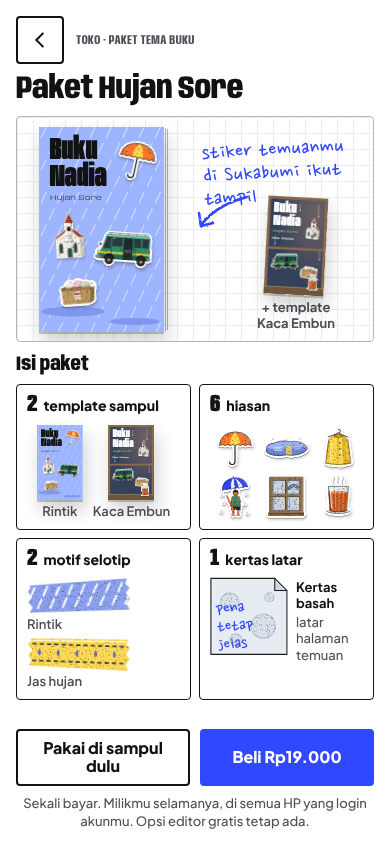 TOKO · PAKET TEMA BUKU
Paket Hujan Sore
Buku
Nadia
Hujan Sore
stiker temuanmu
di Sukabumi ikut
tampil
Buku
Nadia
+ template
Kaca Embun
Isi paket
2 template sampul
Buku
Nadia
Buku
Nadia
Rintik
Kaca Embun
6 hiasan
2 motif selotip
Rintik
Jas hujan
1 kertas latar
pena
tetap
jelas
Kertas
basah
latar
halaman
temuan
Pakai di sampul
dulu
Beli Rp19.000
Sekali bayar. Milikmu selamanya, di semua HP yang login
akunmu. Opsi editor gratis tetap ada.